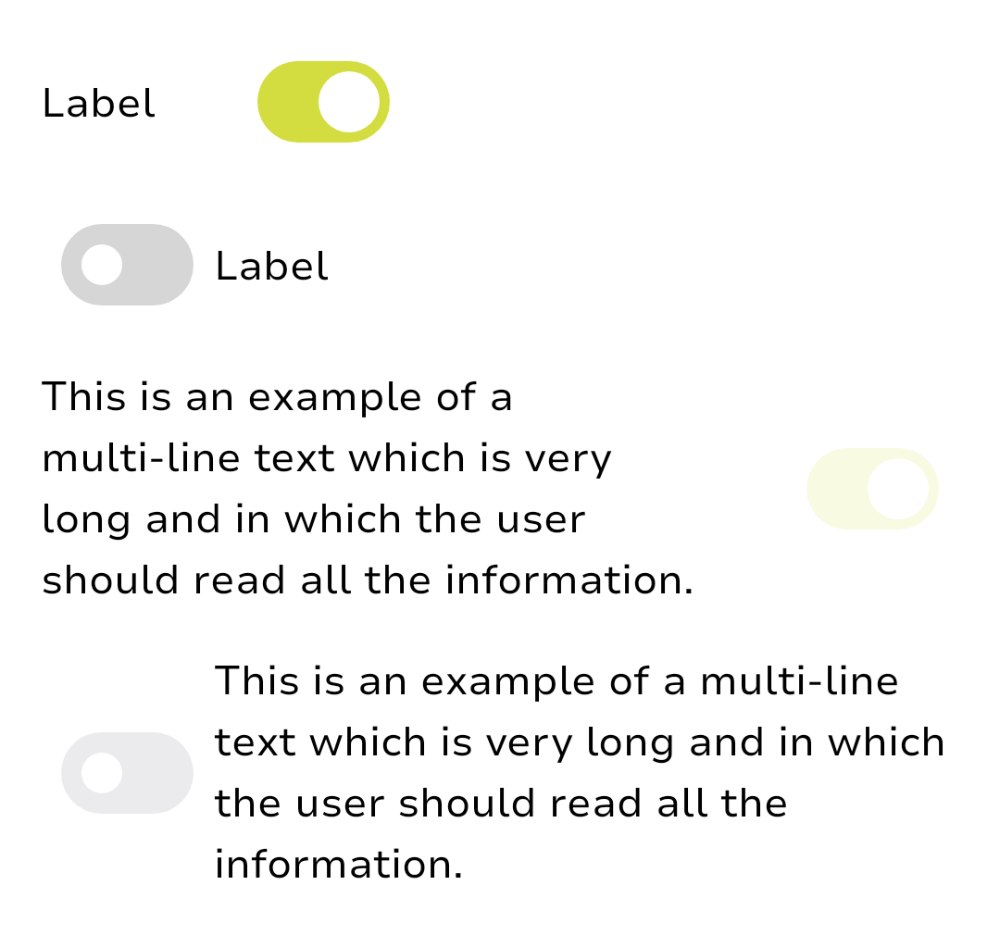 Label
Label
This is an example of a
multi-line text which is very
long and in which the user
should read all the information.
This is an example of a multi-line
text which is very long and in which
the user should read all the
information.